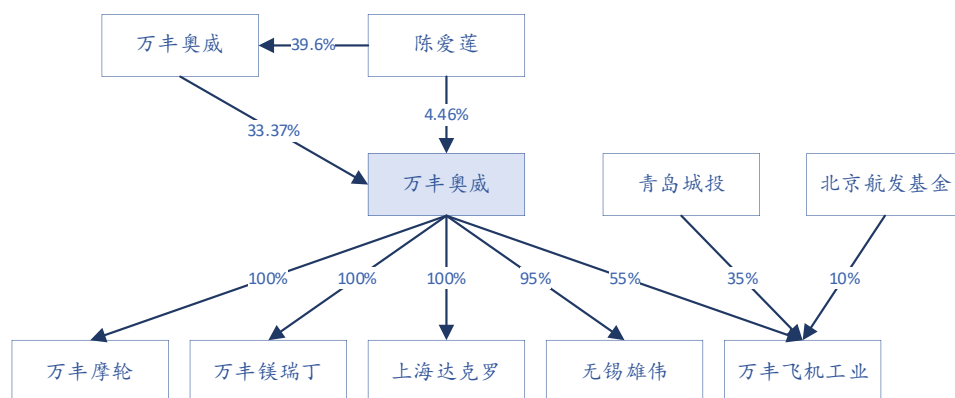 万丰奥威
39.6%
陈爱莲
33.37%
4.46%
万丰奥威
青岛城投
北京航发基金
100%
100%
100%
95%
55%
35%
10%
万丰摩轮
万丰镁瑞丁
上海达克罗
无锡雄伟
万丰飞机工业